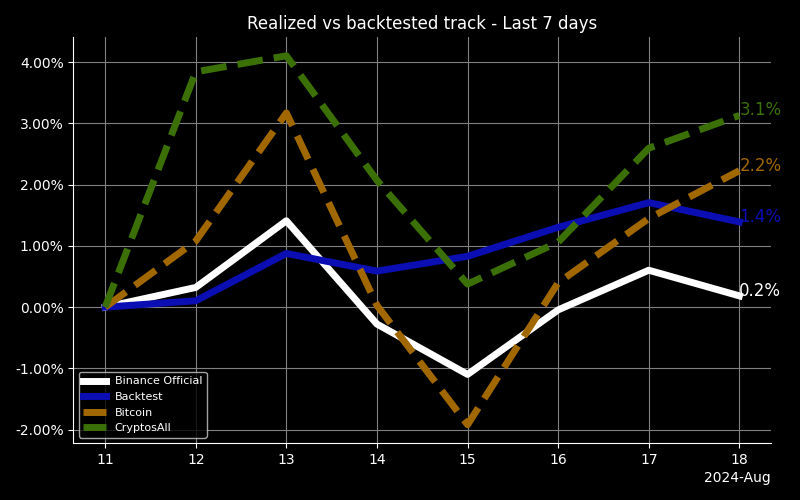 Realized vs backtested track - Last 7 days
4.00%
3.00%
2.00%
1.00%
0.00%
-1.00%
-2.00%
3.1%
2.2%
1.4%
0.2%
Binance Official
Backtest
Bitcoin
CryptosAll
11 12 13 14 15 16 17 18
2024-Aug